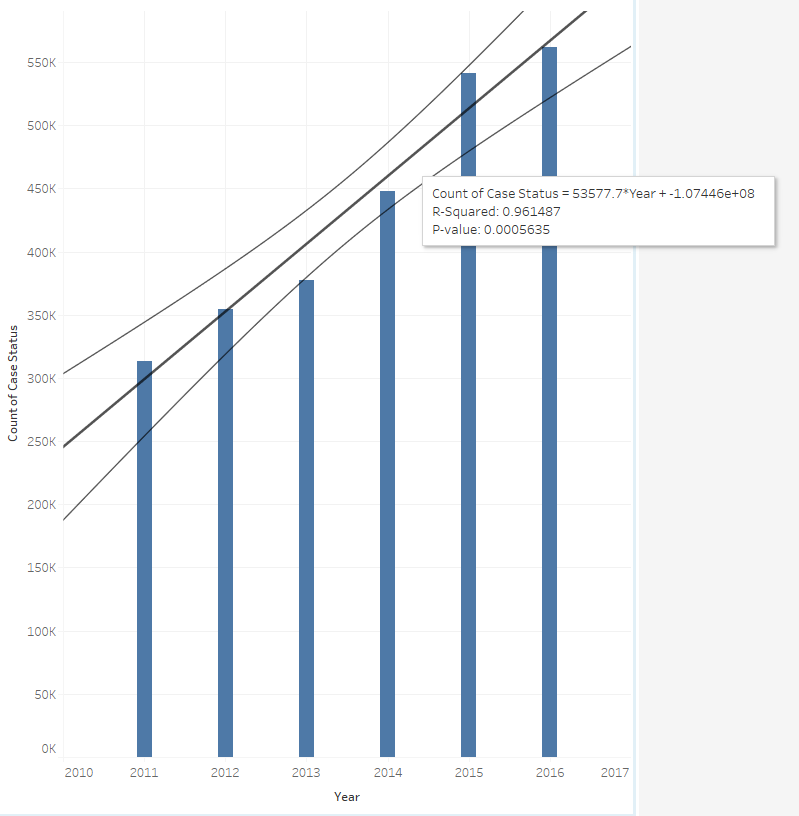 550K
500K
450K
400K
350K
300K
250K
200K
150K
100K
50K
0K
Count of Case Status
Count of Case Status = 53577.7*Year + -1.07446e+08
R-Squared: 0.961487
P-value: 0.0005635
2010 2011 2012 2013 2014 2015 2016 2017
Year